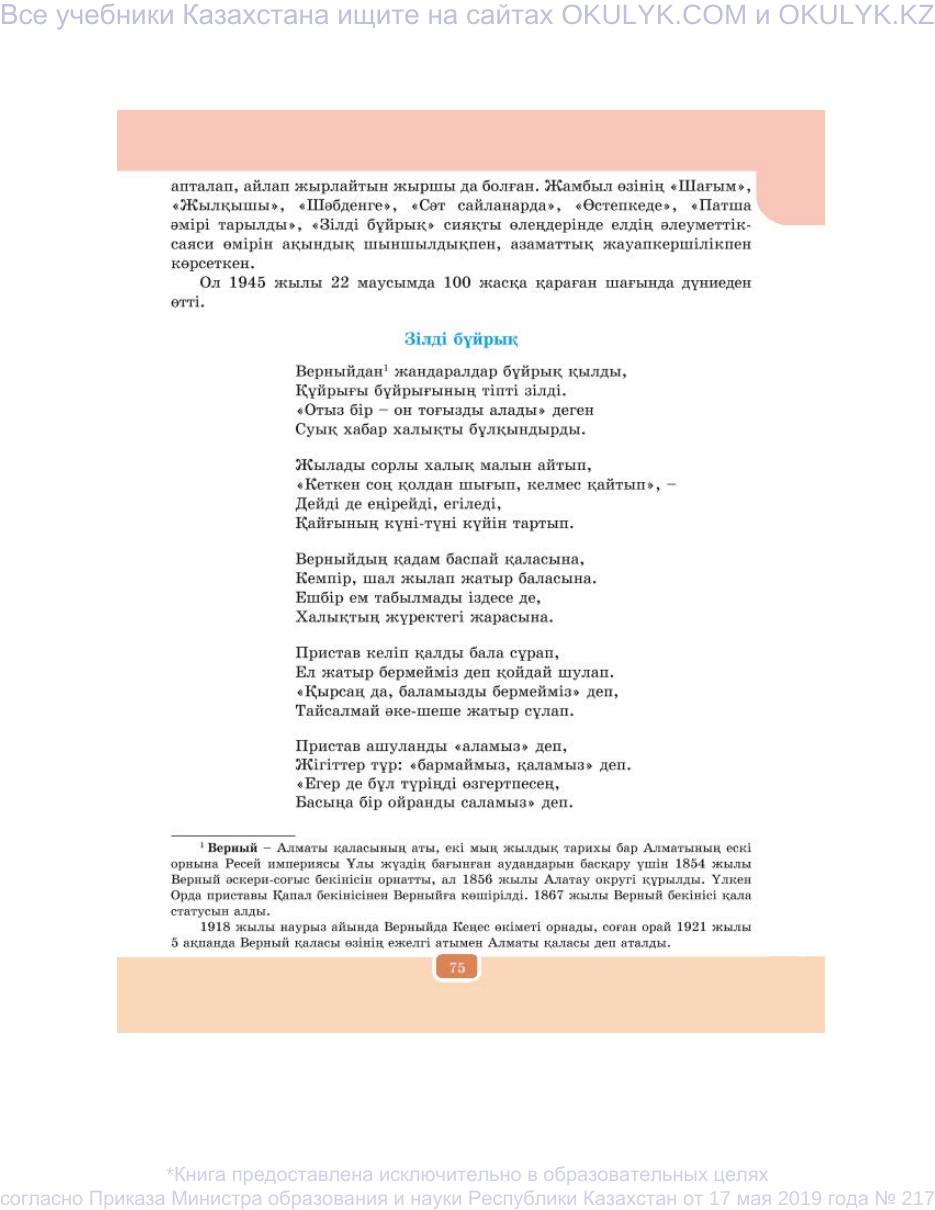 Все учебники Казахстана ищите на сайтах OKULYK.COM и OKULYK.KZ
апталап, айлап жырлайтын жыршы да болған. Жамбыл өзінің «Шағым»,
«Жылқышы», «Шәбденге», «Сәт сайланарда», «Өстепкеде», «Патша
әмірі тарылды», «Зілді бұйрық» сияқты өлеңдерінде елдің әлеуметтік-
саяси өмірін ақындық шыншылдықпен, азаматтық жауапкершілікпен
көрсеткен.
Ол 1945 жылы 22 маусымда 100 жасқа қараған шағында дүниеден
өтті.
Зілді бұйрық
Верныйдан¹ жандаралдар бұйрық қылды,
Құйрығы бұйрығының тіпті зілді.
«Отыз бір – он тоғызды алады» деген
Суық хабар халықты бұлқындырды.
Жылады сорлы халық малын айтып,
«Кеткен соң қолдан шығып, келмес қайтып», –
Дейді де еңірейді, егіледі,
Қайғының күні-түні күйін тартып.
Верныйдың қадам баспай қаласына,
Кемпір, шал жылап жатыр баласына.
Ешбір ем табылмады іздесе де,
Халықтың жүректегі жарасына.
Пристав келіп қалды бала сұрап,
Ел жатыр бермейміз деп қойдай шулап.
«Қырсаң да, баламызды бермейміз» деп,
Тайсалмай әке-шеше жатыр сұлап.
Пристав ашуланды «аламыз» деп,
Жігіттер тұр: «бармаймыз, қаламыз» деп.
«Егер де бұл түріңді өзгертпесең,
Басыңа бір ойранды саламыз» деп.
¹ Верный – Алматы қаласының аты, екі мың жылдық тарихы бар Алматының ескі
орнына Ресей империясы Ұлы жүздің бағынған аудандарын басқару үшін 1854 жылы
Верный әскери-соғыс бекінісін орнатты, ал 1856 жылы Алатау округі құрылды. Үлкен
Орда приставы Қапал бекінісінен Верныйға көшірілді. 1867 жылы Верный бекінісі қала
статусын алды.
1918 жылы наурыз айында Верныйда Кеңес өкіметі орнады, соған орай 1921 жылы
5 ақпанда Верный қаласы өзінің ежелгі атымен Алматы қаласы деп аталды.
75
*Книга предоставлена исключительно в образовательных целях
согласно Приказа Министра образования и науки Республики Казахстан от 17 мая 2019 года № 217